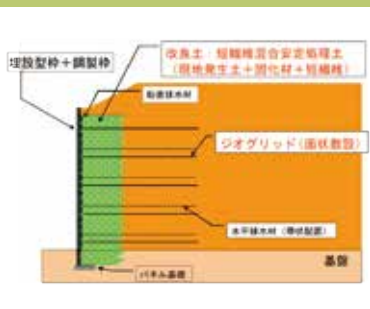 改良土：短繊維混合安定処理土
（現地発生土＋固化材＋短繊維）
埋設型枠＋鋼製枠
鉛直排水材
ジオグリッド（面状敷設）
水平排水材（帯状配置）
基盤
パネル基礎